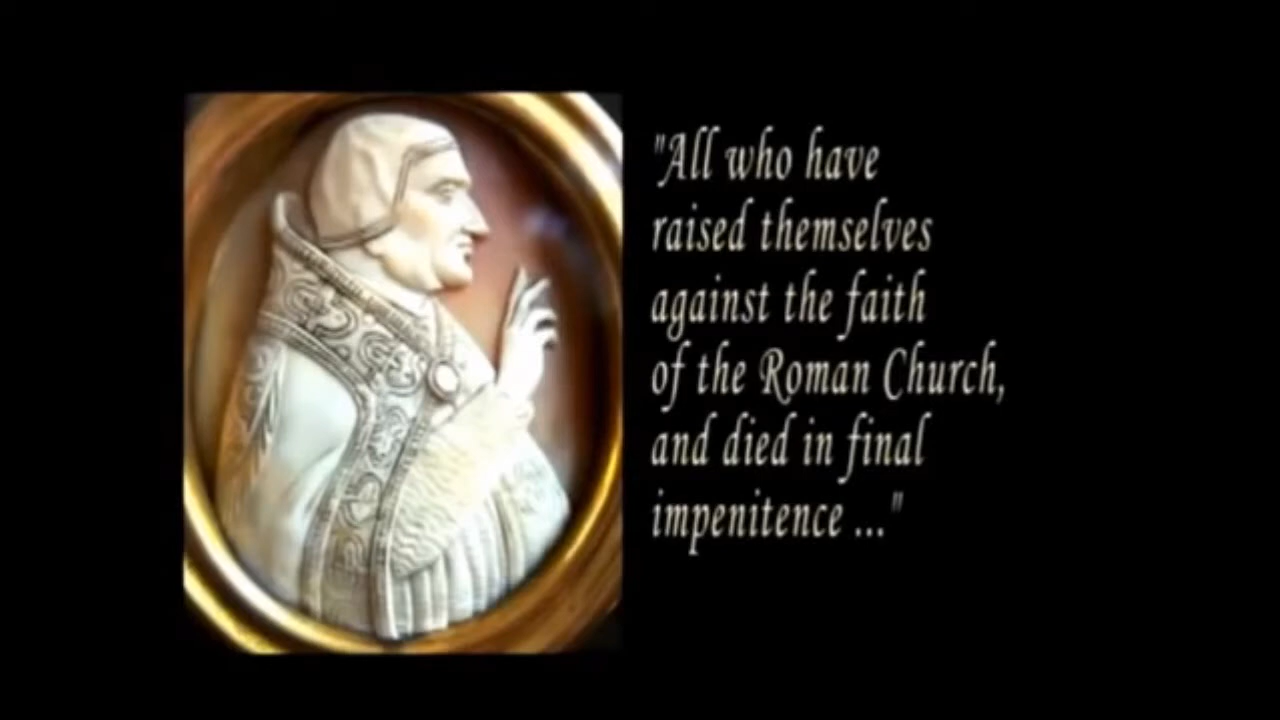 "All who have
raised themselves
against the faith
of the Roman Church,
and died in final
impenitence ..."